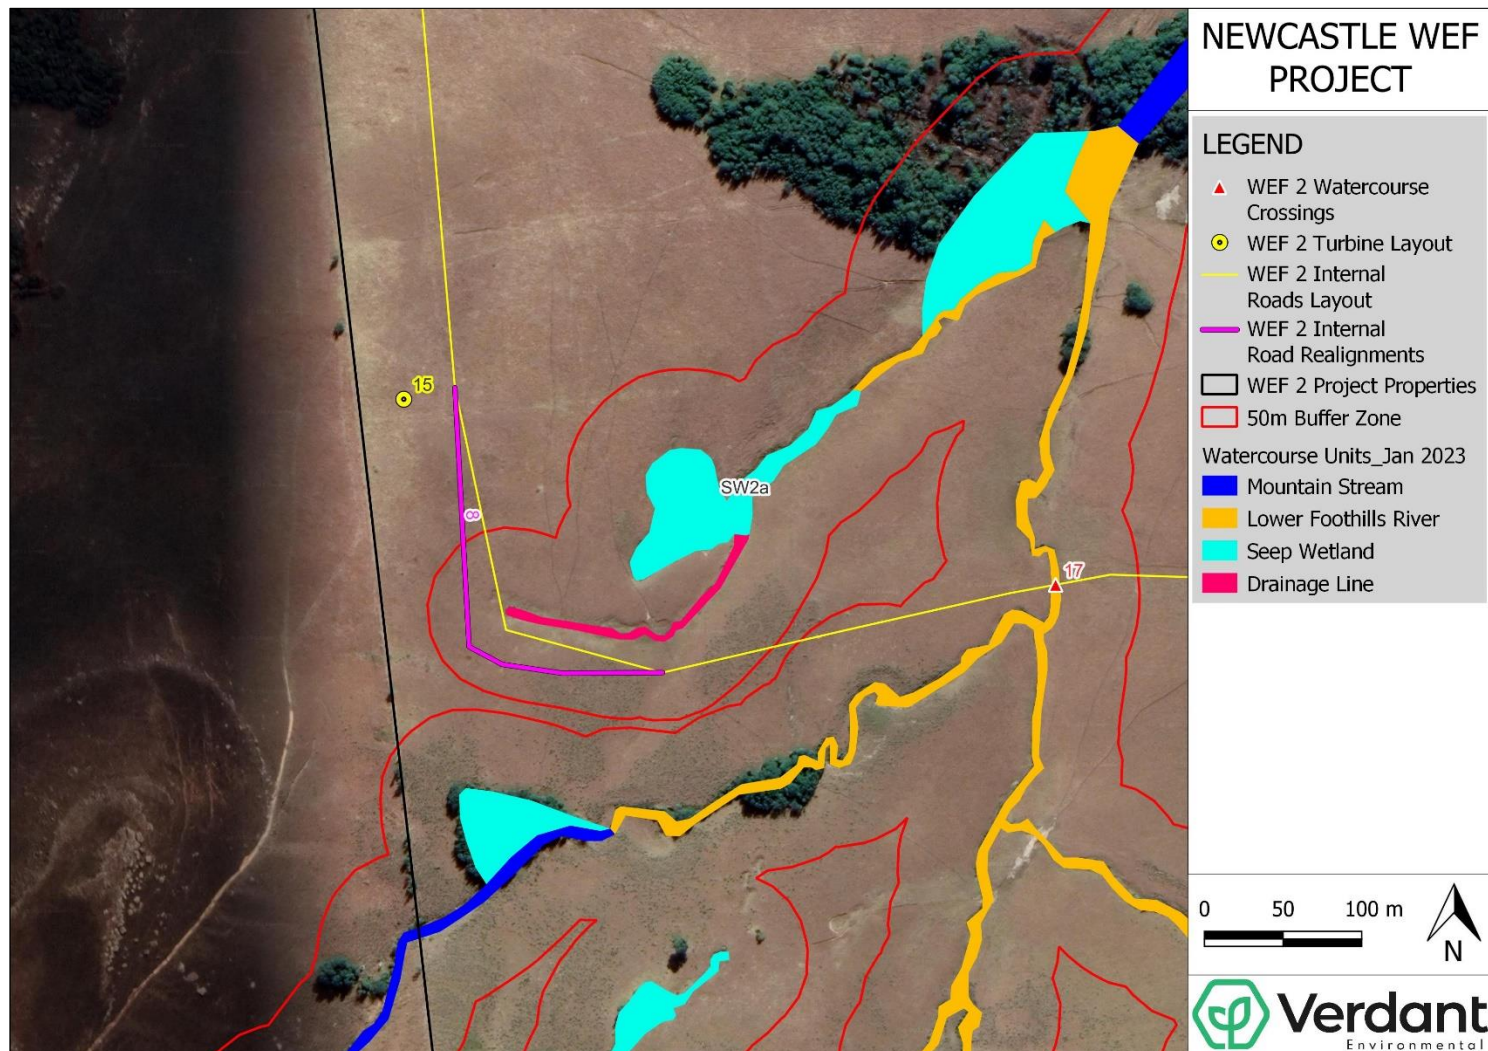 NEWCASTLE WEF
PROJECT
LEGEND
WEF 2 Watercourse
Crossings
WEF 2 Turbine Layout
WEF 2 Internal
Roads Layout
WEF 2 Internal
Road Realignments
WEF 2 Project Properties
50m Buffer Zone
Watercourse Units_Jan 2023
Mountain Stream
Lower Foothills River
Seep Wetland
Drainage Line
15
8
SW2a
17
0 50 100 m
N
Verdant
Environmental